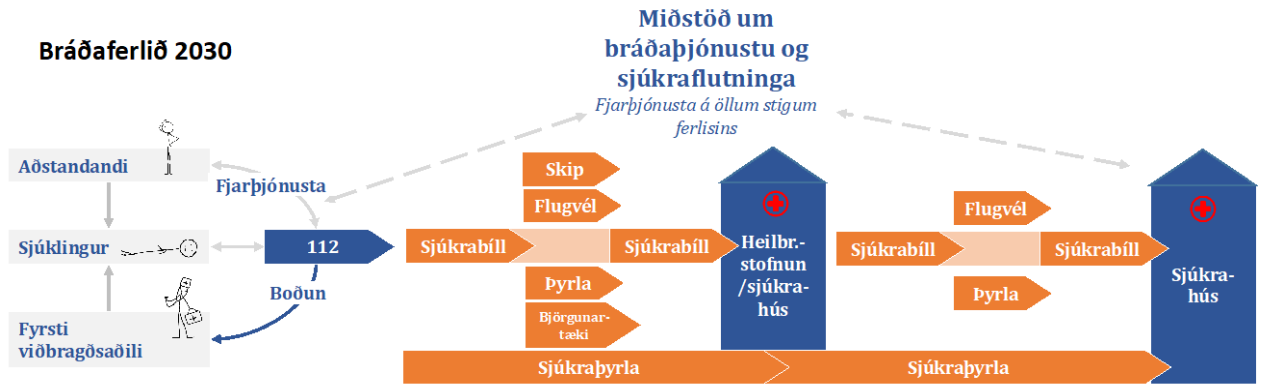 Bráðaferlið 2030
Miðstöð um
bráðaþjónustu og
sjúkraflutninga
Fjarþjónusta á öllum stigum
ferlisins
Aðstandandi
Fjarþjónusta
Sjúklingur
112
Boðun
Fyrsti
viðbragðsaðili
Skip
Flugvél
Sjúkrabíll
Sjúkrabíll
Þyrla
Björgunar-
tæki
Heilbr.-
stofnun
/sjúkra-
hús
Flugvél
Sjúkrabíll
Sjúkrabíll
Þyrla
Sjúkra-
hús
Sjúkraþyrla
Sjúkraþyrla